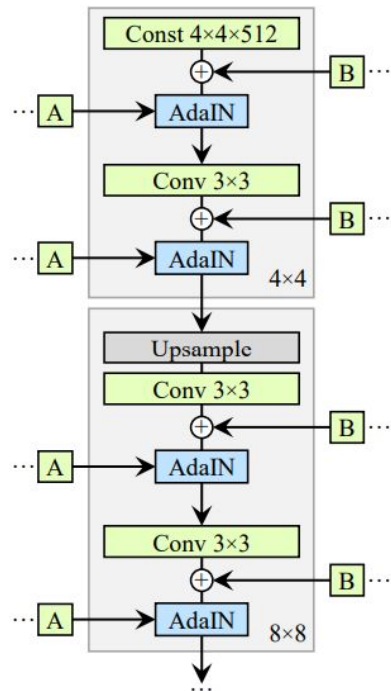 Const 4×4×512
+
B ...
... A
AdaIN
Conv 3×3
+
B ...
... A
AdaIN
4×4
Upsample
Conv 3×3
+
B ...
... A
AdaIN
Conv 3×3
+
B ...
... A
AdaIN
8×8
...